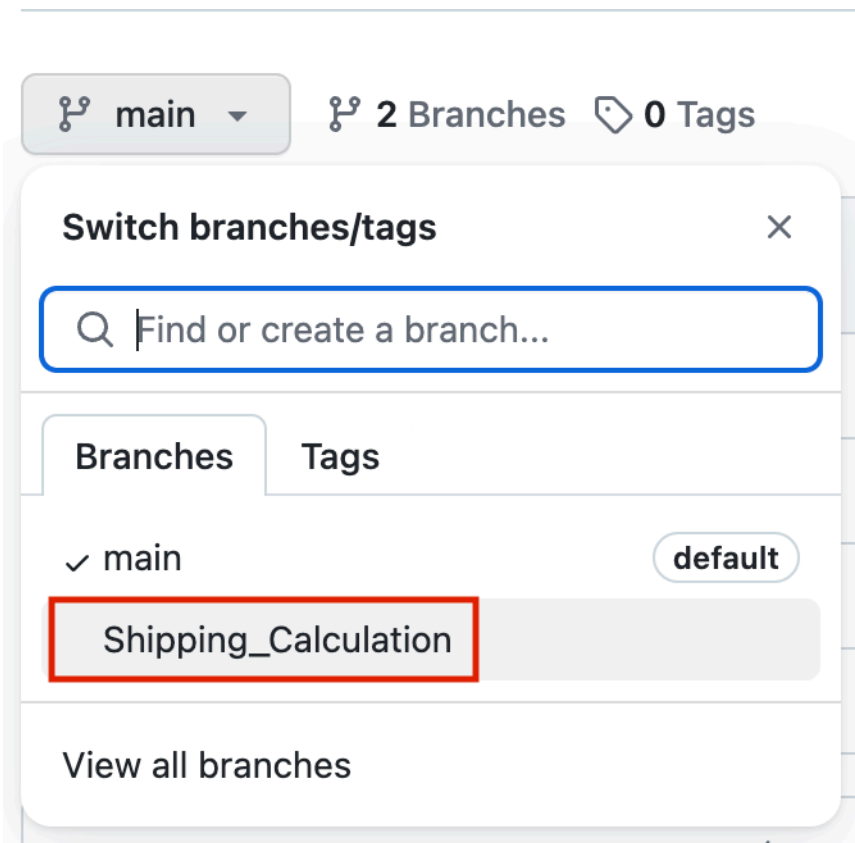 main 2 Branches 0 Tags
Switch branches/tags
Find or create a branch...
Branches Tags
main default
Shipping_Calculation
View all branches